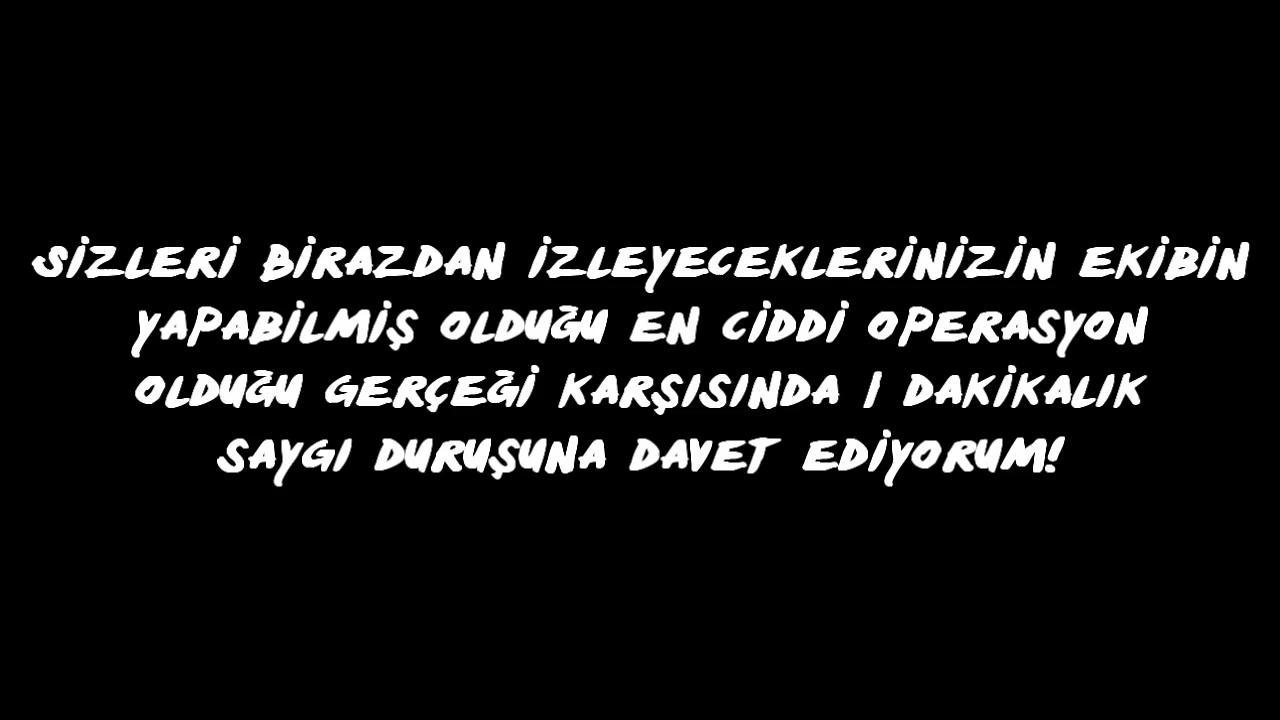 SİZLERİ BİRAZDAN İZLEYECEKLERİNİZİN EKİBİN
YAPABİLMİŞ OLDUĞU EN CİDDİ OPERASYON
OLDUĞU GERÇEĞİ KARŞISINDA 1 DAKİKALIK
SAYGI DURUŞUNA DAVET EDİYORUM!